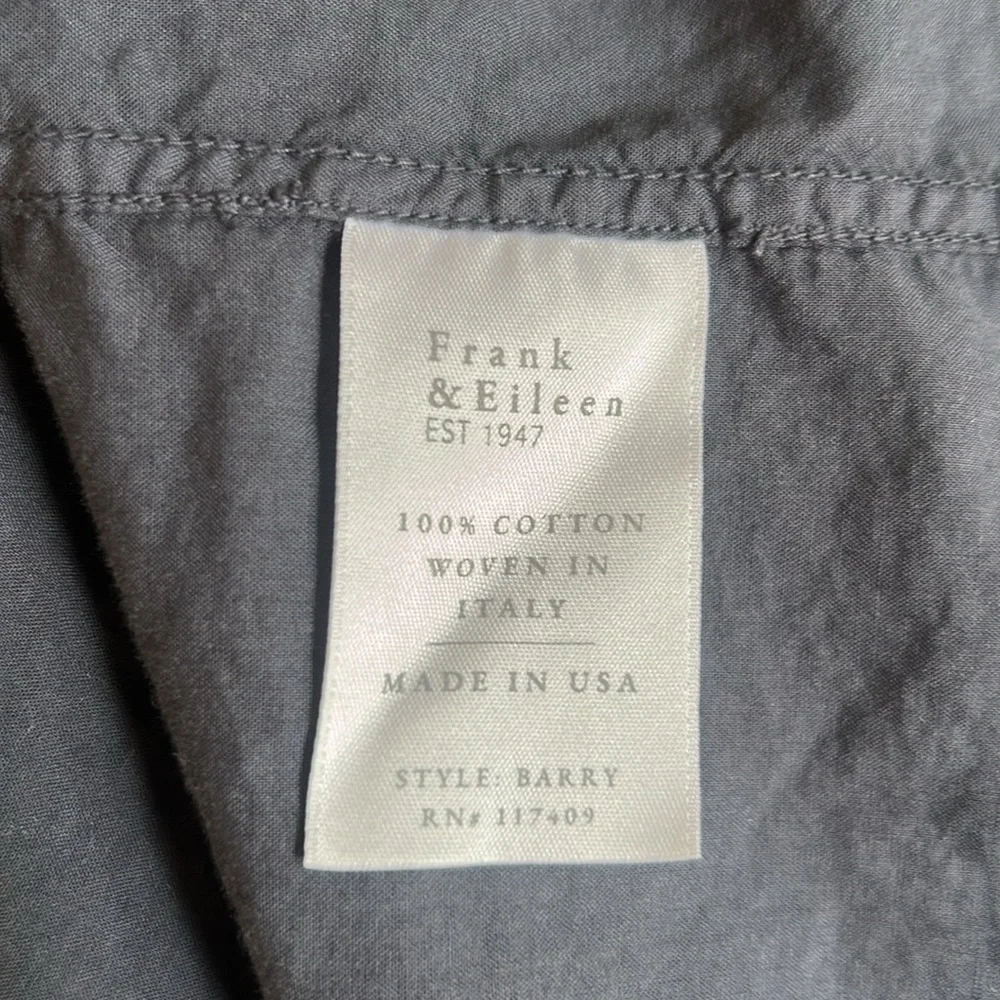 Frank
& Eileen
EST 1947
100% COTTON
WOVEN IN
ITALY
MADE IN USA
STYLE: BARRY
RN# 117409